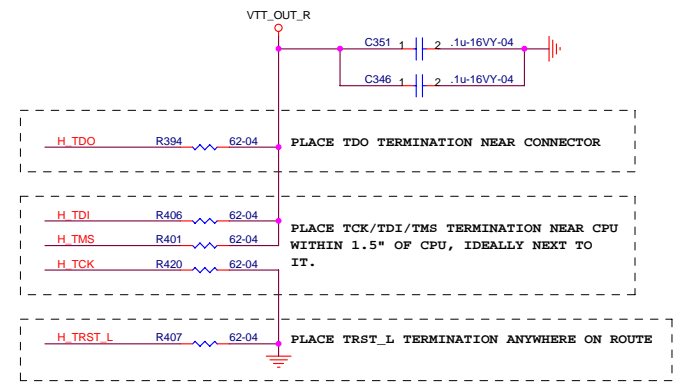 VTT_OUT_R
C351 1 2 .1u-16VY-04
C346 1 2 .1u-16VY-04
H_TDO R394 62-04 PLACE TDO TERMINATION NEAR CONNECTOR
H_TDI R406 62-04
PLACE TCK/TDI/TMS TERMINATION NEAR CPU
H_TMS R401 62-04
WITHIN 1.5" OF CPU, IDEALLY NEXT TO
H_TCK R420 62-04
IT.
H_TRST_L R407 62-04 PLACE TRST_L TERMINATION ANYWHERE ON ROUTE